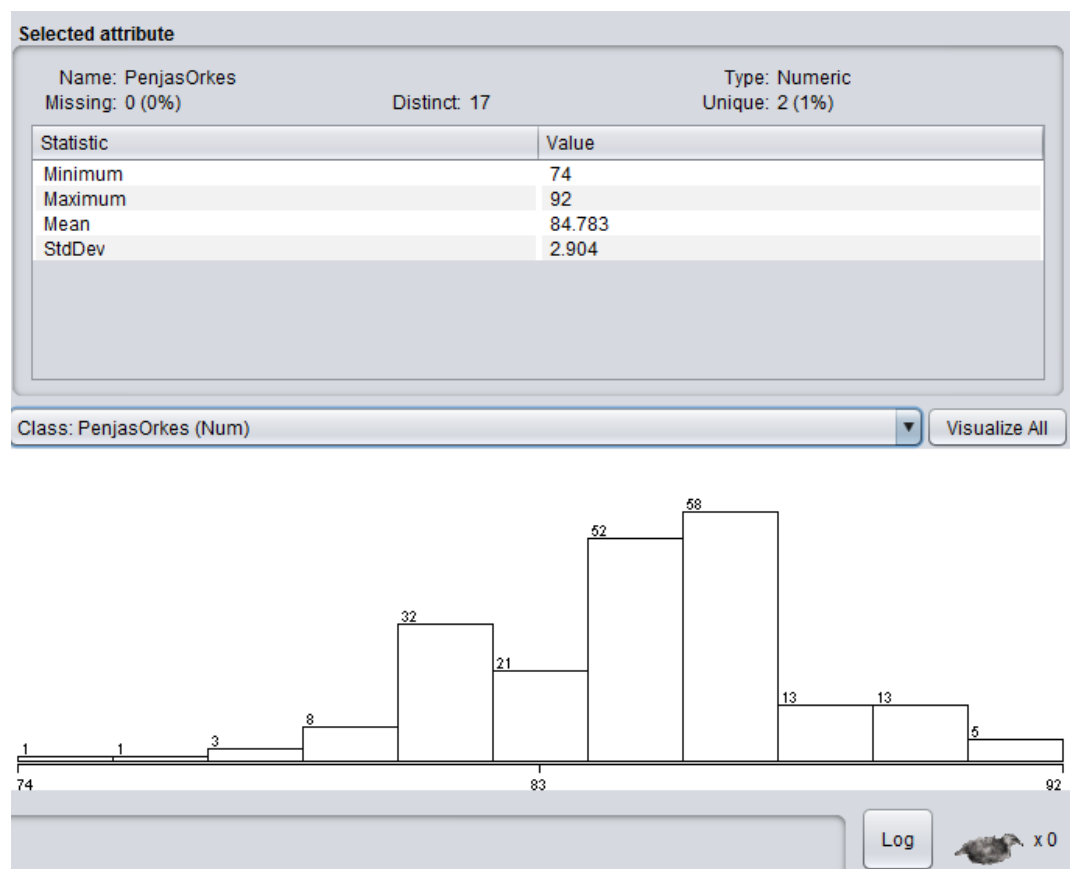 Selected attribute
Name: PenjasOrkes Type: Numeric
Missing: 0 (0%) Distinct: 17 Unique: 2 (1%)
Statistic Value
Minimum 74
Maximum 92
Mean 84.783
StdDev 2.904
Class: PenjasOrkes (Num) Visualize All
1 1 3 8 32 21 52 58 13 13 5
74 83 92
Log x 0